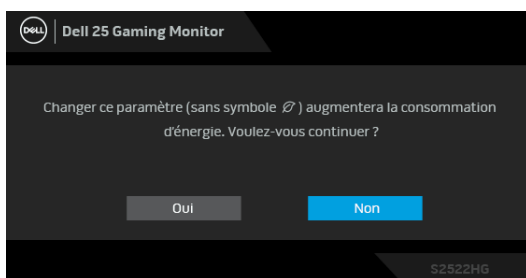 DELL Dell 25 Gaming Monitor
Changer ce paramètre (sans symbole ) augmentera la consommation
d'énergie. Voulez-vous continuer ?
Oui Non
S2522HG